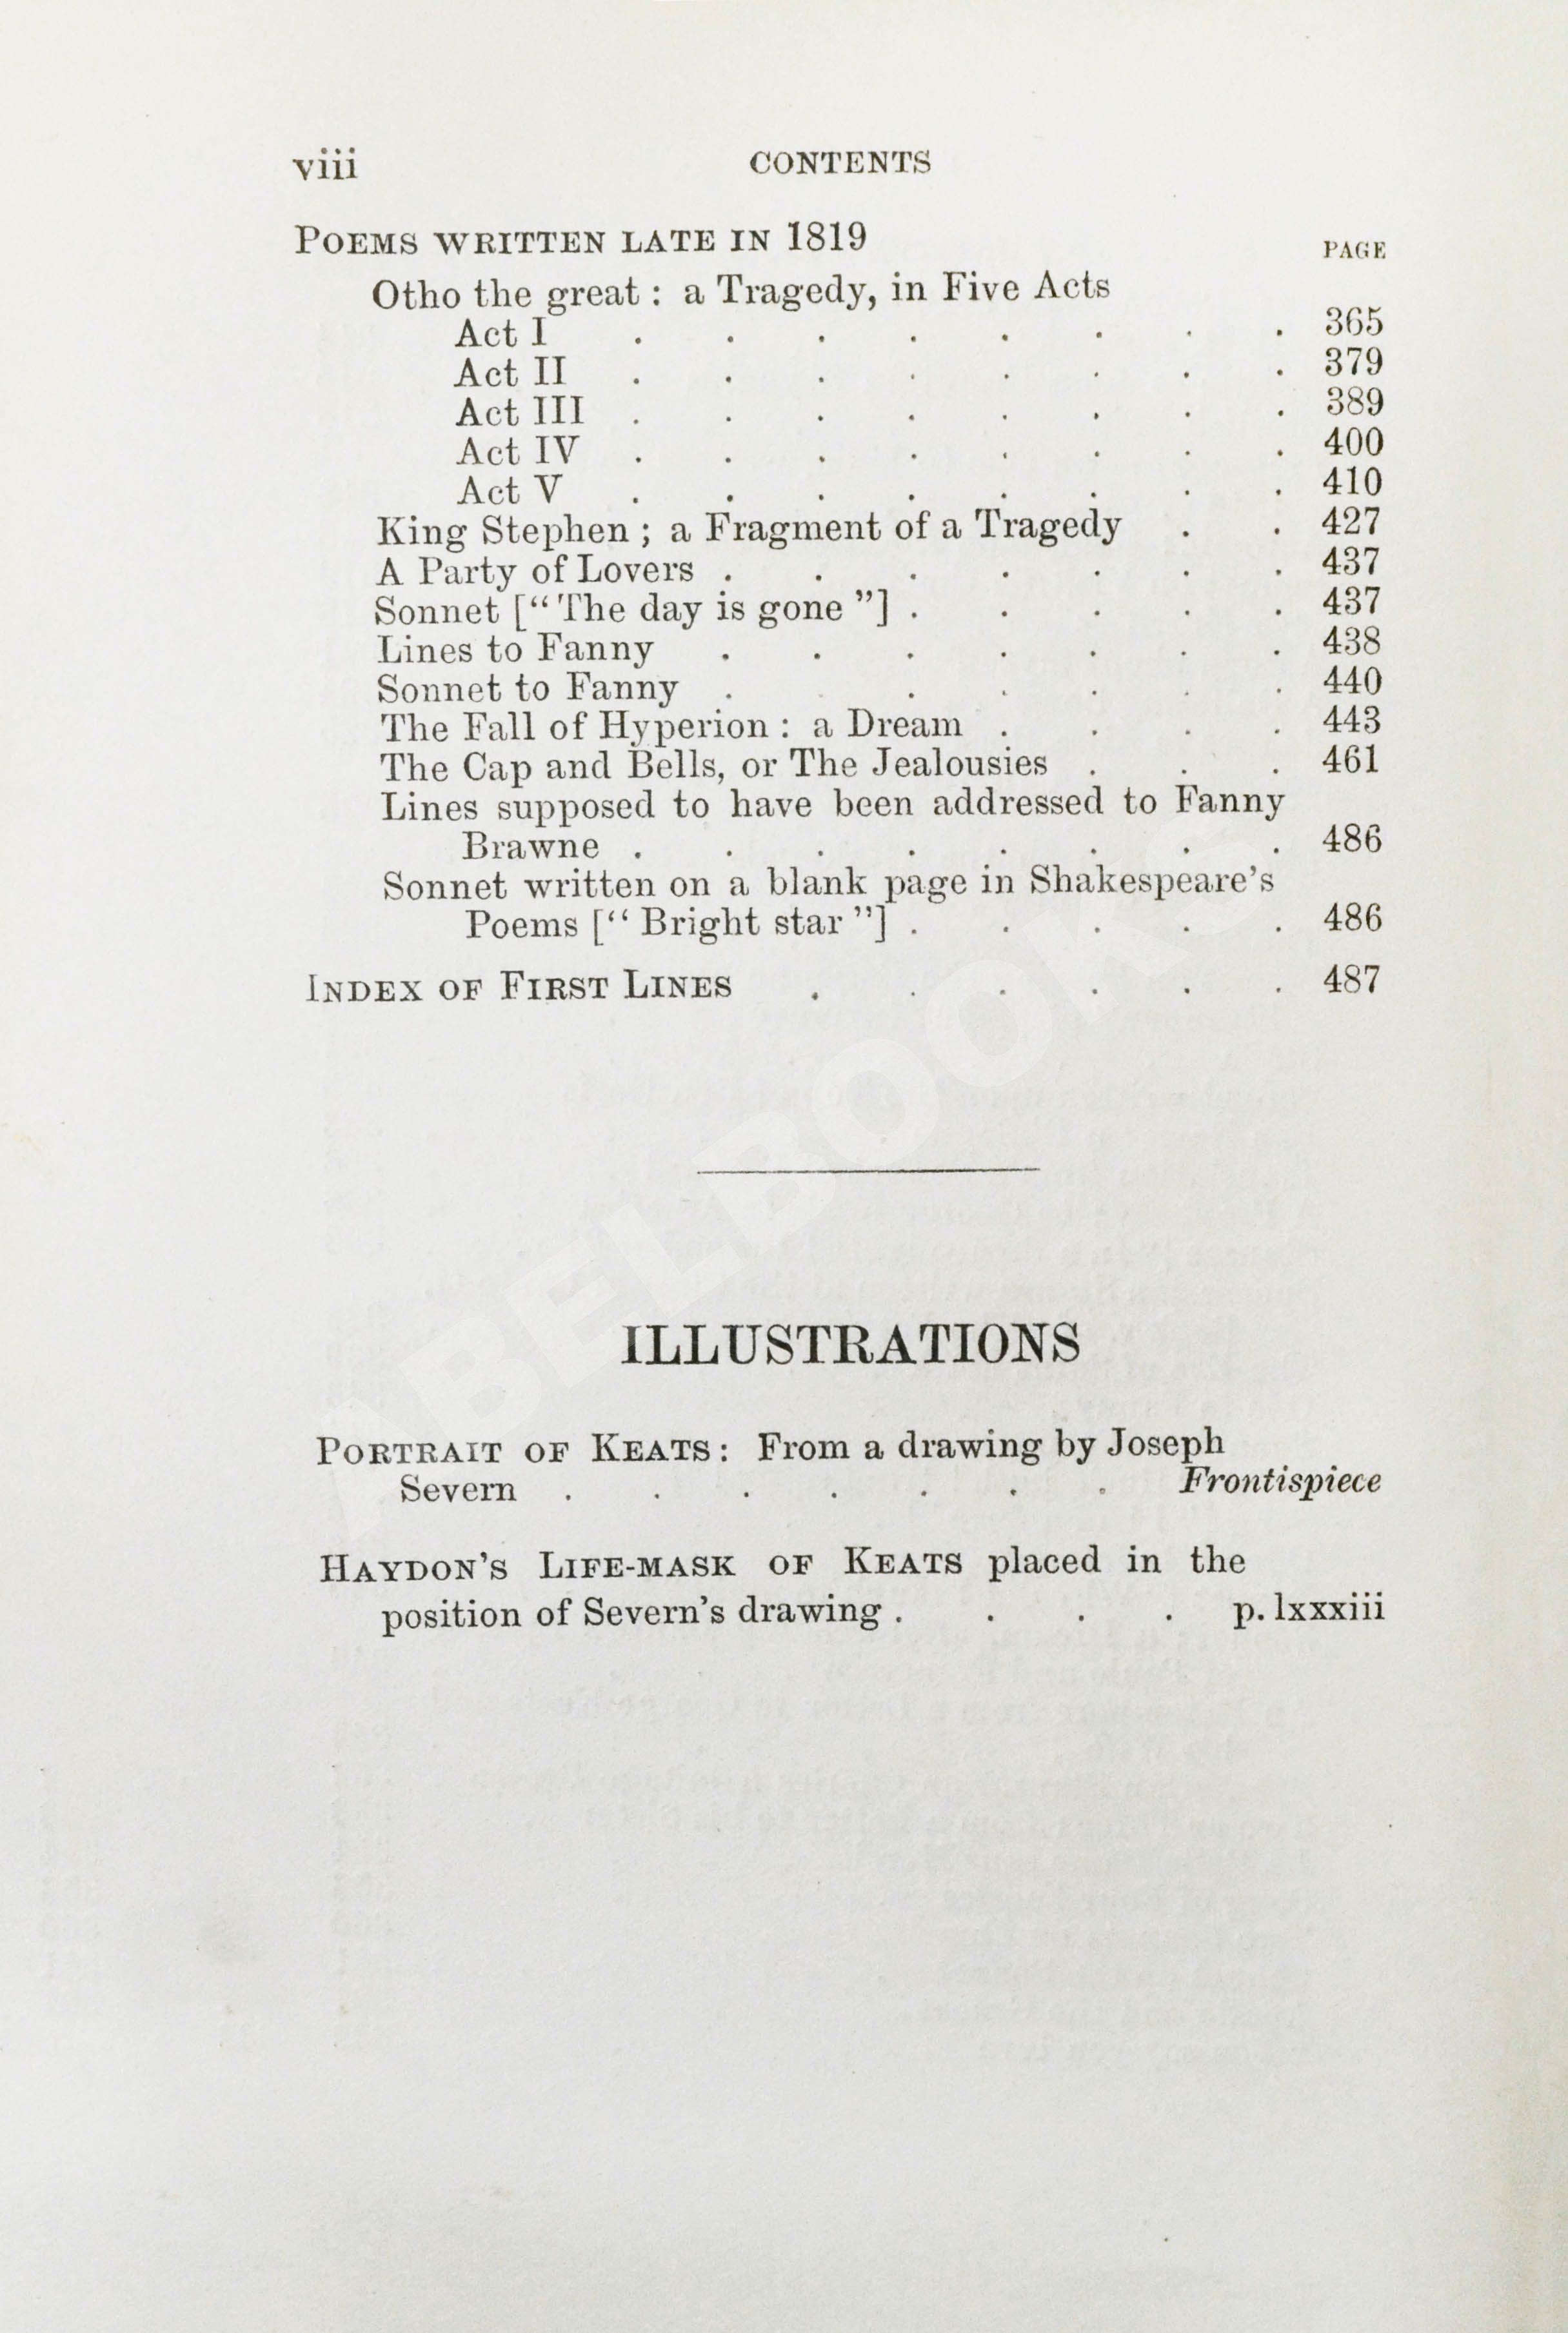 viii CONTENTS
POEMS WRITTEN LATE IN 1819 PAGE
Otho the great : a Tragedy, in Five Acts
Act I . . . . . . . . 365
Act II . . . . . . . . 379
Act III . . . . . . . . 389
Act IV . . . . . . . . 400
Act V . . . . . . . . 410
King Stephen ; a Fragment of a Tragedy . . 427
A Party of Lovers . . . . . . . 437
Sonnet [“ The day is gone ”] . . . . . 437
Lines to Fanny . . . . . . . 438
Sonnet to Fanny . . . . . . 440
The Fall of Hyperion : a Dream . . . . 443
The Cap and Bells, or The Jealousies . . . 461
Lines supposed to have been addressed to Fanny
Brawne . . . . . . . . 486
Sonnet written on a blank page in Shakespeare’s
Poems [“ Bright star ”] . . . . . 486
INDEX OF FIRST LINES . . . . . . 487
ILLUSTRATIONS
PORTRAIT OF KEATS : From a drawing by Joseph
Severn . . . . . . . Frontispiece
HAYDON’S LIFE-MASK OF KEATS placed in the
position of Severn’s drawing . . . . p. lxxxiii